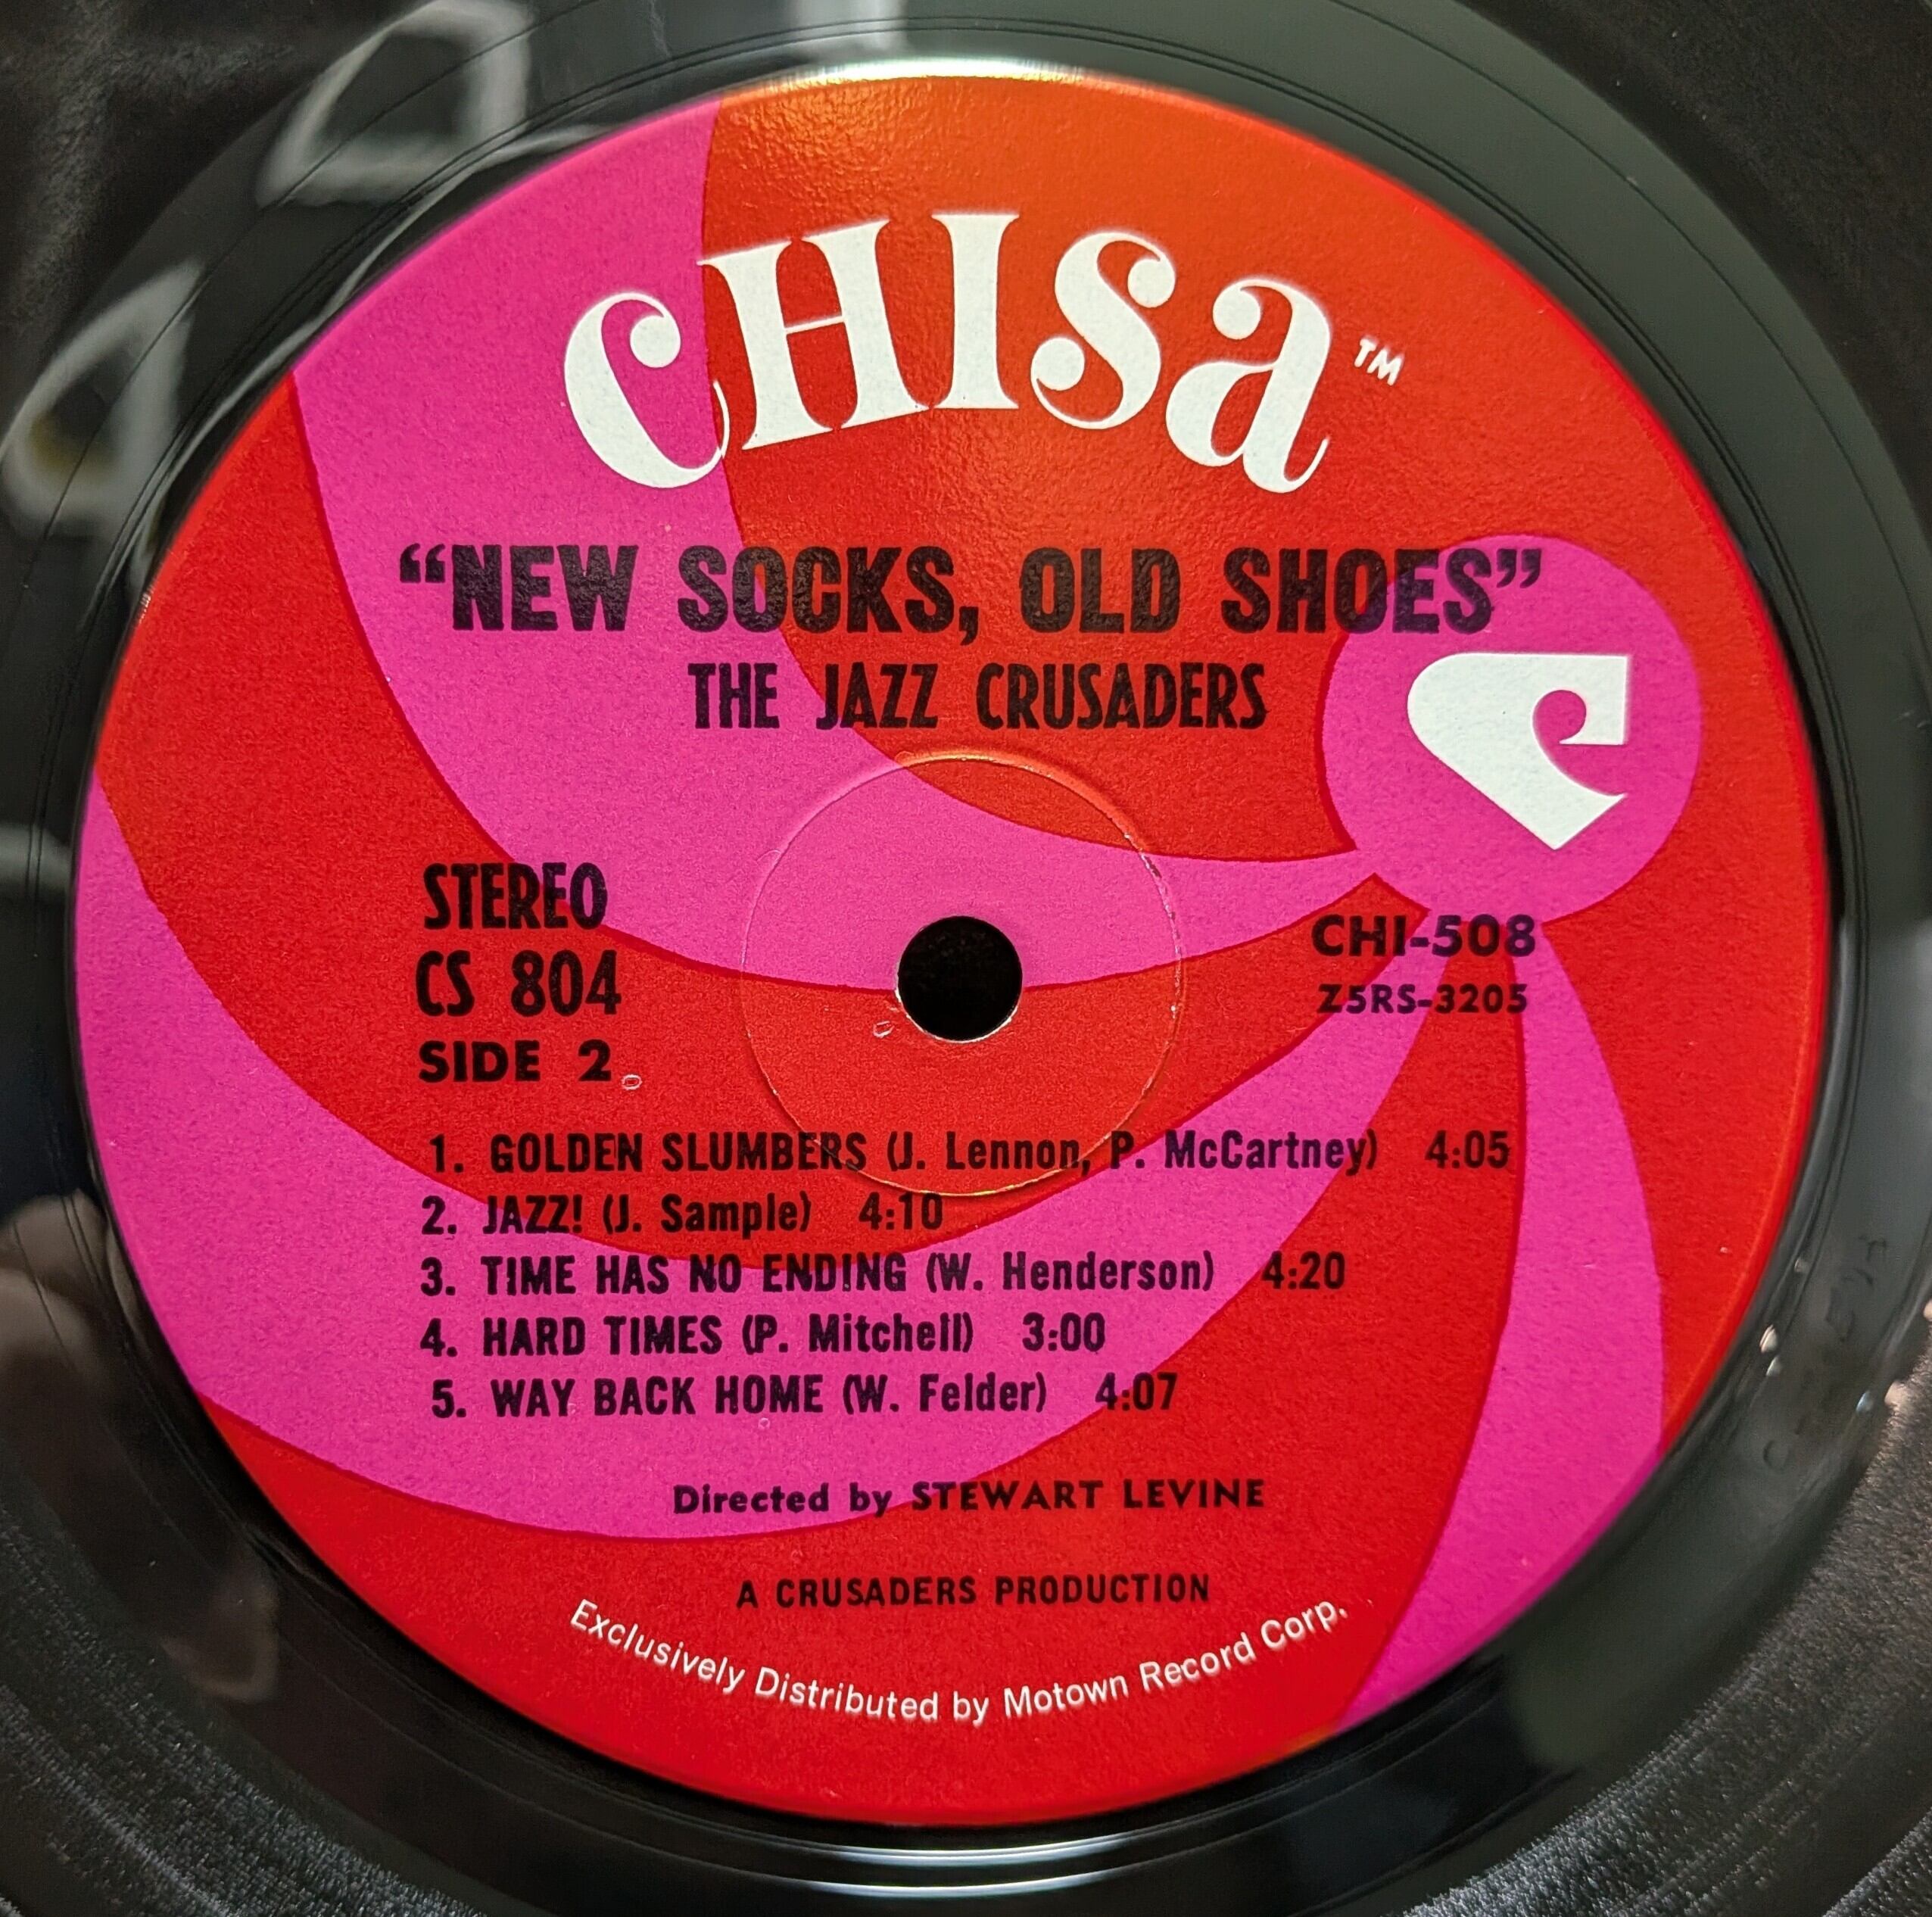 CHISa™
“NEW SOCKS, OLD SHOES”
THE JAZZ CRUSADERS
STEREO
CS 804
SIDE 2
CHI-508
Z5RS-3205
1. GOLDEN SLUMBERS (J. Lennon, P. McCartney) 4:05
2. JAZZ! (J. Sample) 4:10
3. TIME HAS NO ENDING (W. Henderson) 4:20
4. HARD TIMES (P. Mitchell) 3:00
5. WAY BACK HOME (W. Felder) 4:07
Directed by STEWART LEVINE
A CRUSADERS PRODUCTION
Exclusively Distributed by Motown Record Corp.